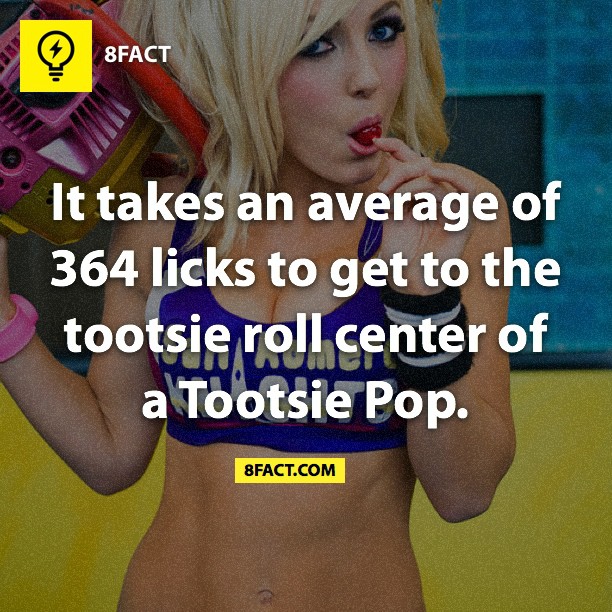 8FACT
It takes an average of
364 licks to get to the
tootsie roll center of
a Tootsie Pop.
8FACT.COM